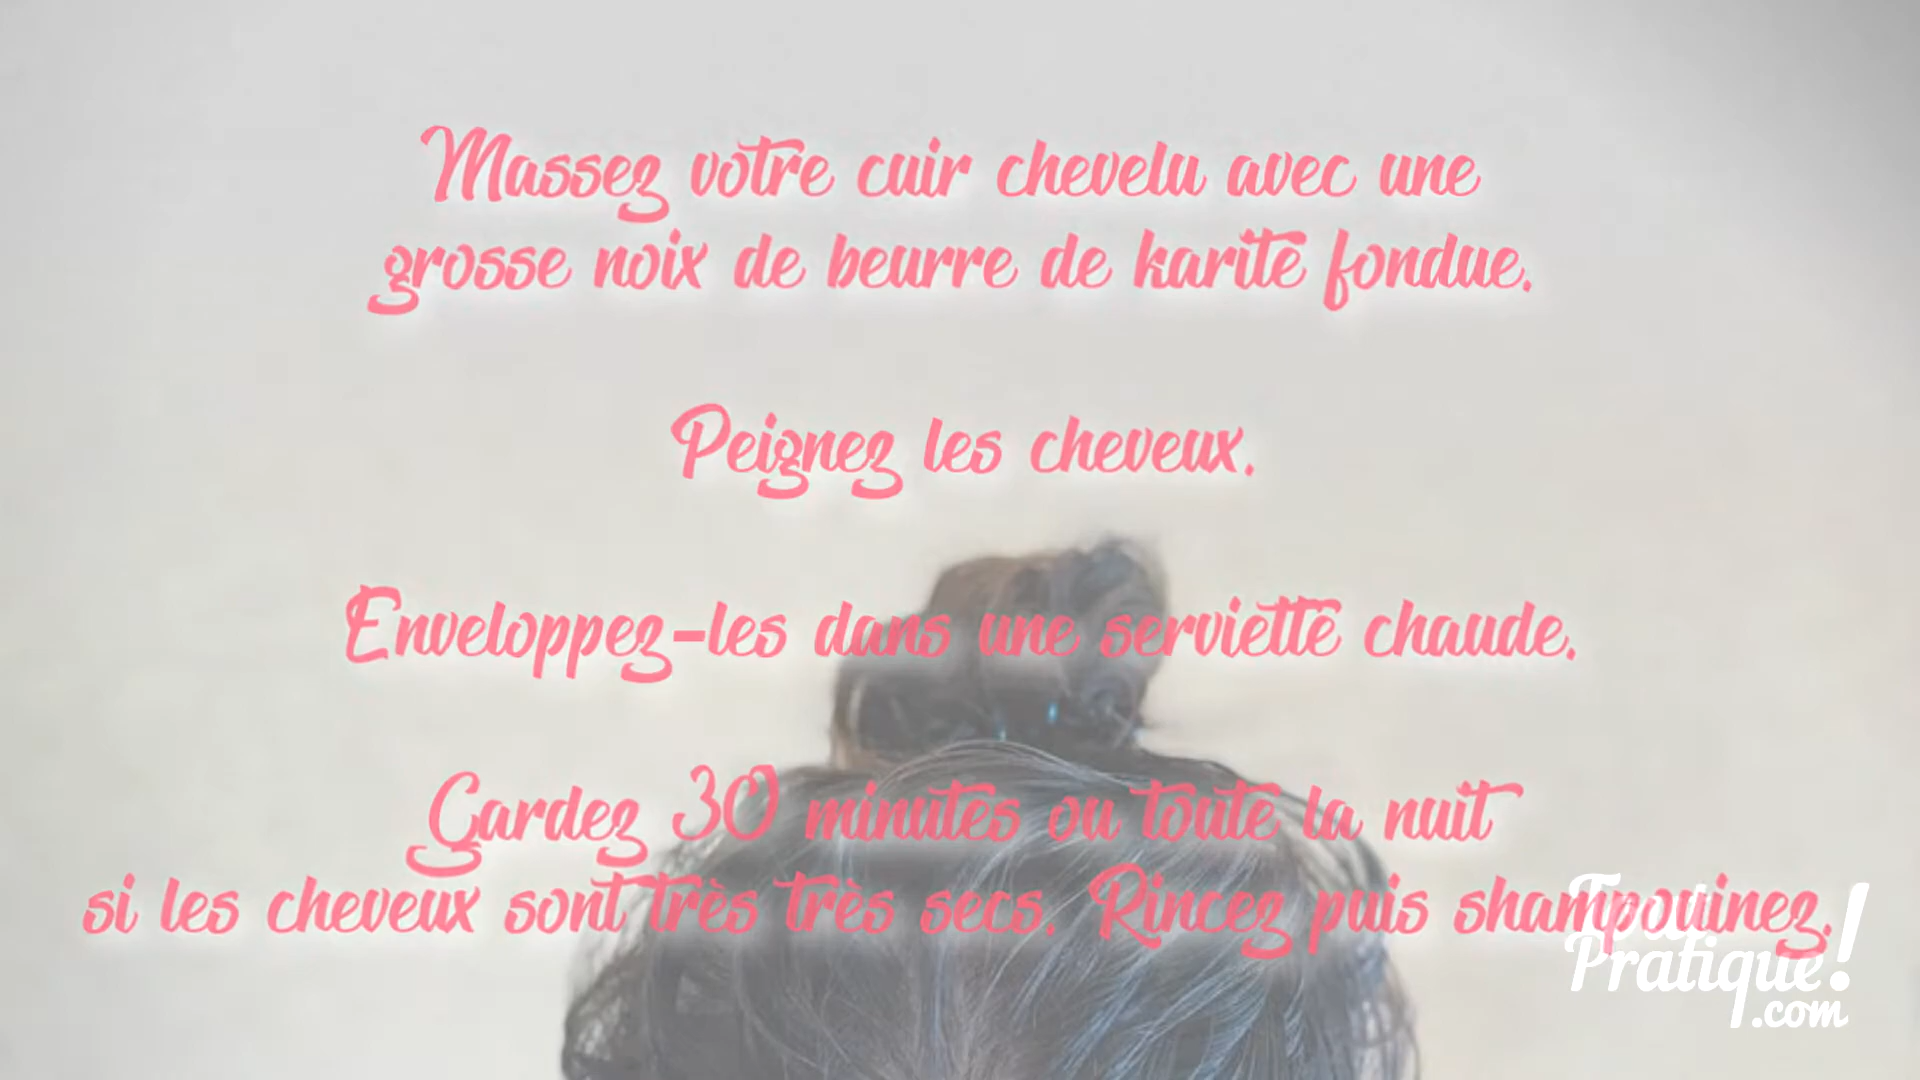 Massez votre cuir chevelu avec une
grosse noix de beurre de karité fondue.
Peignez les cheveux.
Enveloppez-les dans une serviette chaude.
Gardez 30 minutes ou toute la nuit
si les cheveux sont très très secs. Rincez puis shampouinez.
Tout
Pratique!
.com